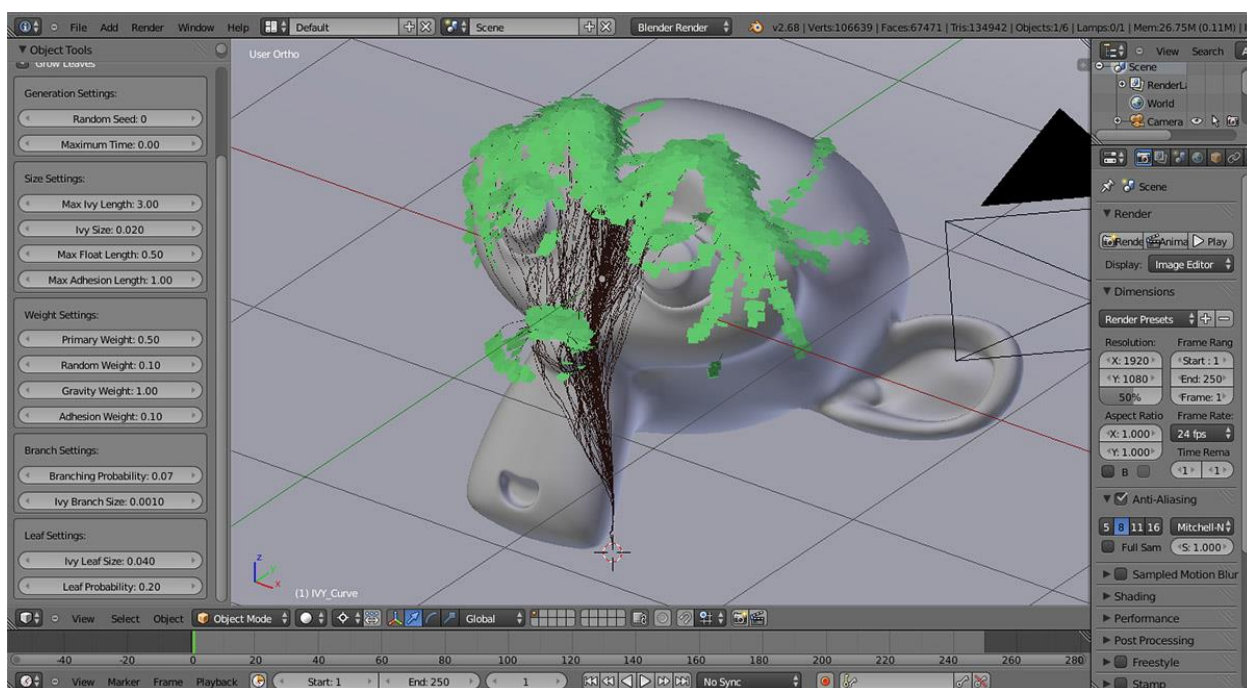 File Add Render Window Help Default Scene Blender Render v2.68 | Verts:106639 | Faces:67471 | Tris:134942 | Objects:1/6 | Lamps:0/1 | Mem:26.75M (0.11M) |
Object Tools
Grow Leaves
Generation Settings:
Random Seed: 0
Maximum Time: 0.00
Size Settings:
Max Ivy Length: 3.00
Ivy Size: 0.020
Max Float Length: 0.50
Max Adhesion Length: 1.00
Weight Settings:
Primary Weight: 0.50
Random Weight: 0.10
Gravity Weight: 1.00
Adhesion Weight: 0.10
Branch Settings:
Branching Probability: 0.07
Ivy Branch Size: 0.0010
Leaf Settings:
Ivy Leaf Size: 0.040
Leaf Probability: 0.20
User Ortho
z
y
x
(1) IVY_Curve
View Search
Scene
RenderL
World
Camera
Scene
Render
Rende Anima Play
Display: Image Editor
Dimensions
Render Presets
Resolution: Frame Rang
X: 1920 Start : 1
Y: 1080 End: 250
50% Frame: 1
Aspect Ratio Frame Rate:
X: 1.000 24 fps
Y: 1.000 Time Rema
B 1 1
Anti-Aliasing
5 8 11 16 Mitchell-N
Full Sam S: 1.000
Sampled Motion Blur
Shading
Performance
Post Processing
Freestyle
Stamp
View Select Object Object Mode Global
-40 -20 0 20 40 60 80 100 120 140 160 180 200 220 240 260 280
View Marker Frame Playback Start: 1 End: 250 1 No Sync